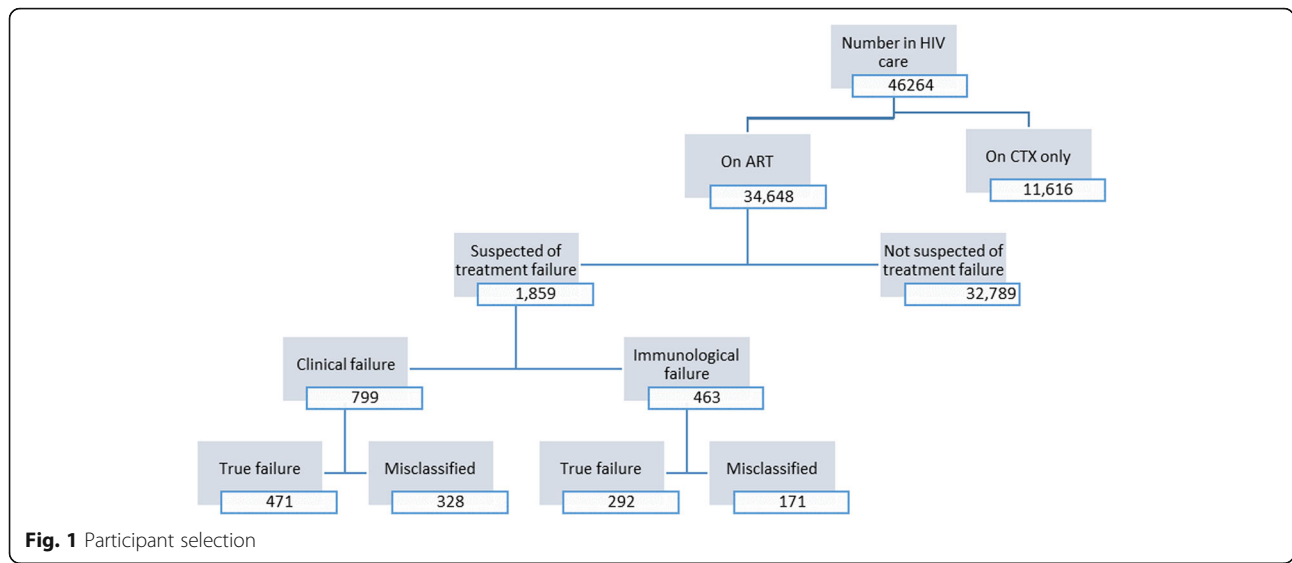 Number in HIV
care
46264
On ART
34,648
On CTX only
11,616
Suspected of
treatment failure
1,859
Not suspected of
treatment failure
32,789
Clinical failure
799
Immunological
failure
463
True failure
471
Misclassified
328
True failure
292
Misclassified
171
Fig. 1 Participant selection